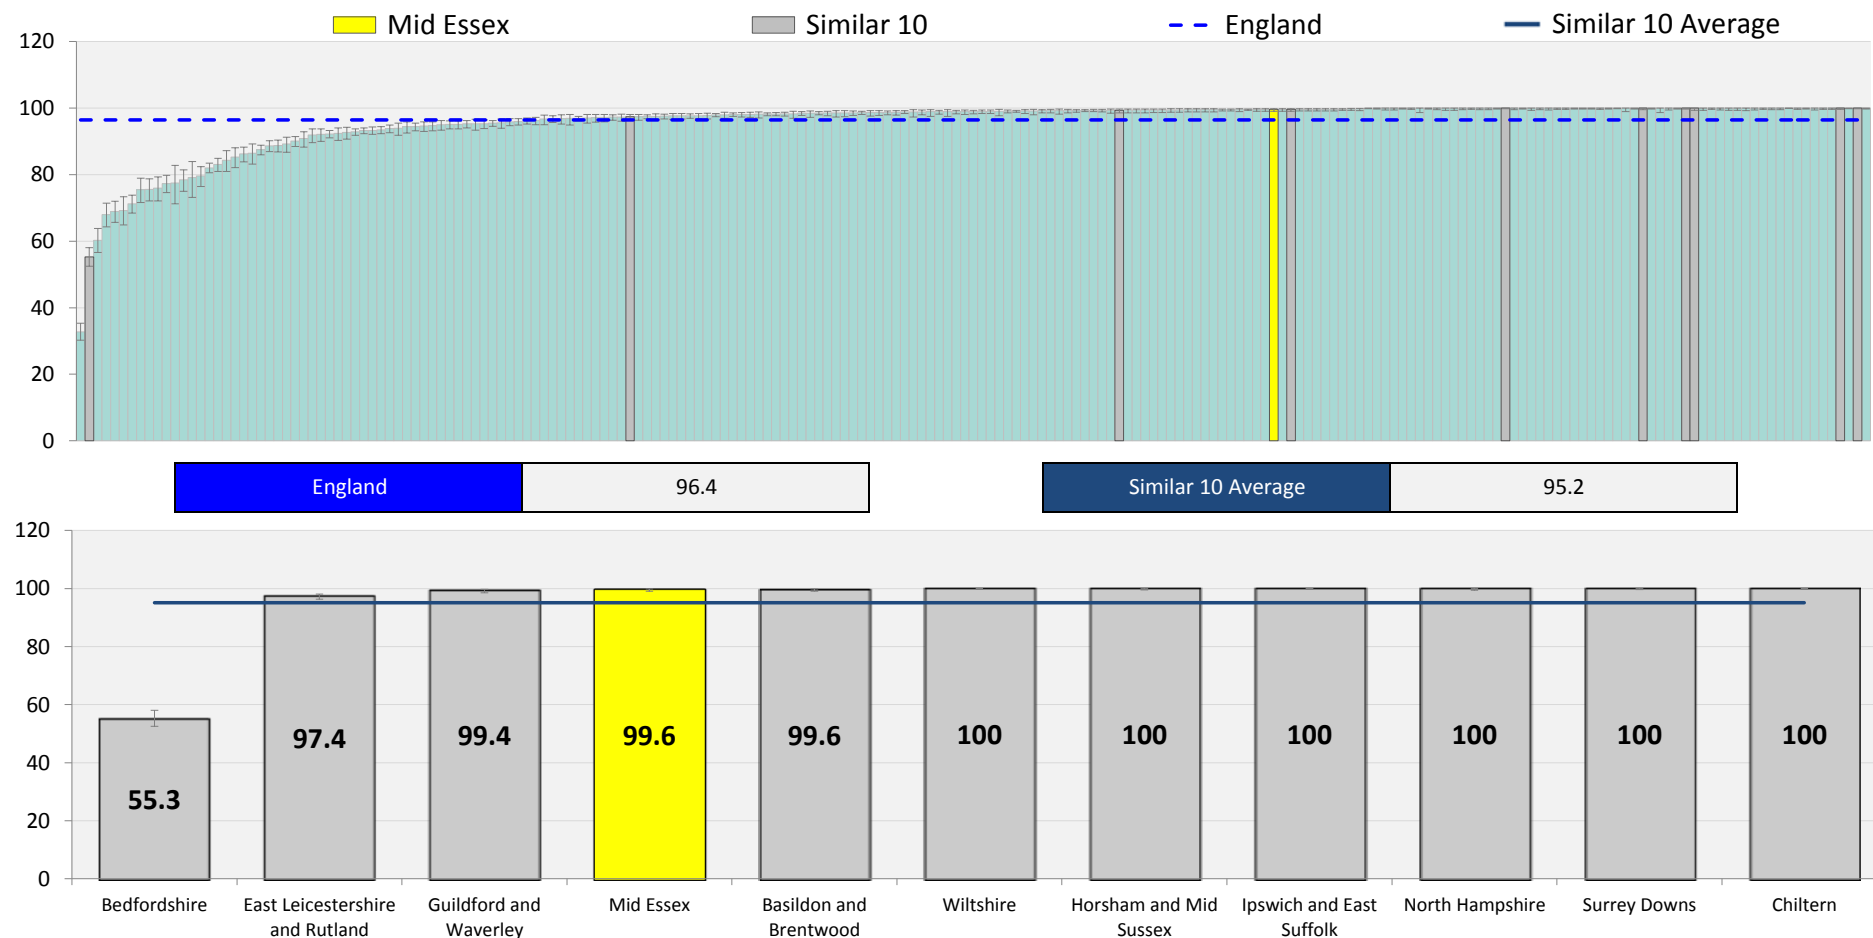 Mid Essex Similar 10 England Similar 10 Average
120
100
80
60
40
20
0
England 96.4 Similar 10 Average 95.2
120
100
80
60
40
20
0
55.3 97.4 99.4 99.6 99.6 100 100 100 100 100 100
Bedfordshire East Leicestershire Guildford and Mid Essex Basildon and Wiltshire Horsham and Mid Ipswich and East North Hampshire Surrey Downs Chiltern
and Rutland Waverley Brentwood Sussex Suffolk